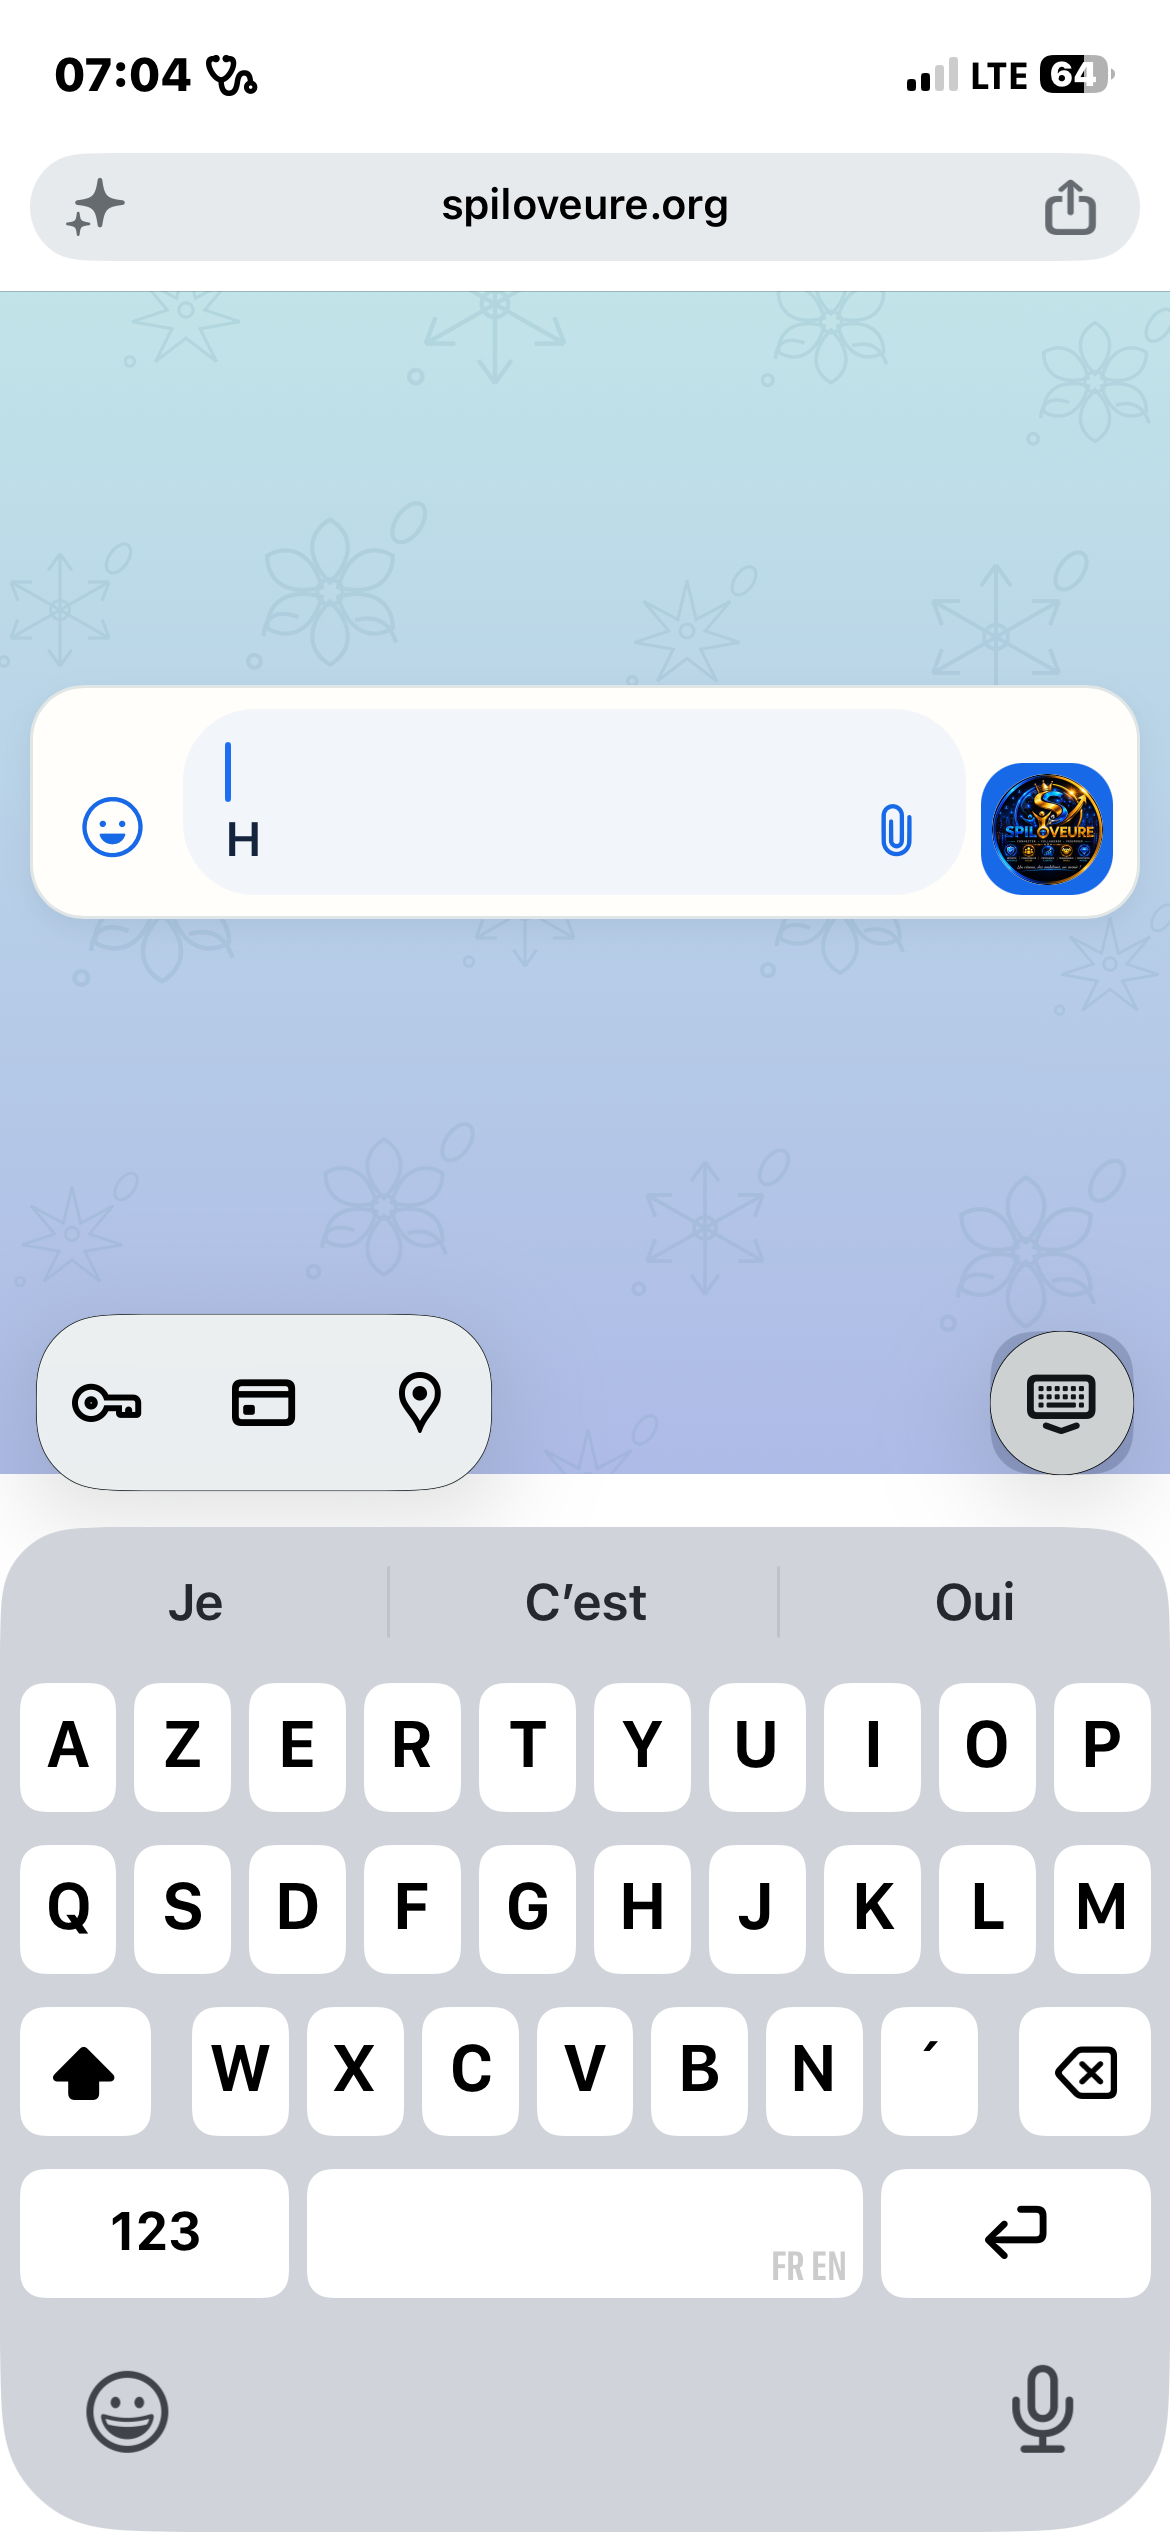 07:04
LTE 64
spiloveure.org
H
SPILOVEURE
Je C’est Oui
A Z E R T Y U I O P
Q S D F G H J K L M
W X C V B N ´
123
FR EN